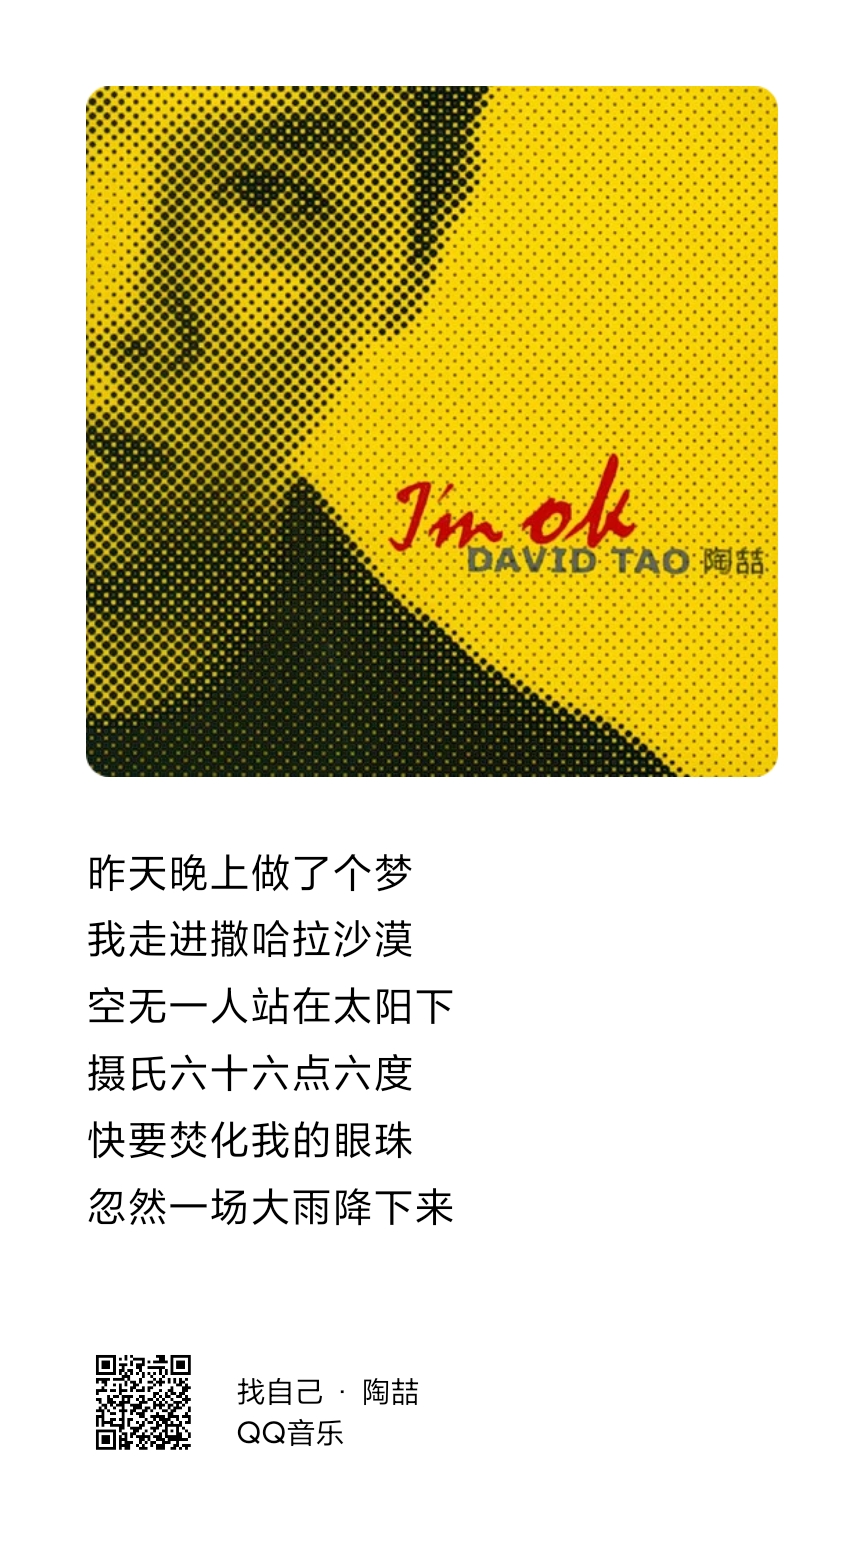 I'm ok
DAVID TAO 陶喆
昨天晚上做了个梦
我走进撒哈拉沙漠
空无一人站在太阳下
摄氏六十六点六度
快要焚化我的眼珠
忽然一场大雨降下来
找自己 · 陶喆
QQ音乐